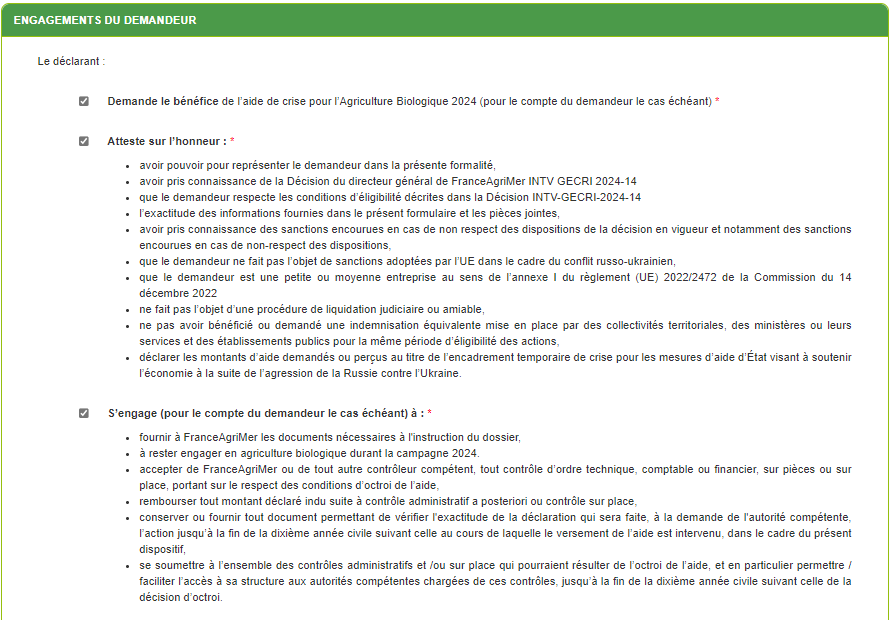 ENGAGEMENTS DU DEMANDEUR
Le déclarant :
Demande le bénéfice de l'aide de crise pour l'Agriculture Biologique 2024 (pour le compte du demandeur le cas échéant) *
Atteste sur l'honneur : *
• avoir pouvoir pour représenter le demandeur dans la présente formalité,
• avoir pris connaissance de la Décision du directeur général de FranceAgriMer INTV GECRI 2024-14
• que le demandeur respecte les conditions d'éligibilité décrites dans la Décision INTV-GECRI-2024-14
• l'exactitude des informations fournies dans le présent formulaire et les pièces jointes,
• avoir pris connaissance des sanctions encourues en cas de non respect des dispositions de la décision en vigueur et notamment des sanctions
encourues en cas de non-respect des dispositions,
• que le demandeur ne fait pas l'objet de sanctions adoptées par l'UE dans le cadre du conflit russo-ukrainien,
• que le demandeur est une petite ou moyenne entreprise au sens de l'annexe I du règlement (UE) 2022/2472 de la Commission du 14
décembre 2022
• ne fait pas l'objet d'une procédure de liquidation judiciaire ou amiable,
• ne pas avoir bénéficié ou demandé une indemnisation équivalente mise en place par des collectivités territoriales, des ministères ou leurs
services et des établissements publics pour la même période d'éligibilité des actions,
• déclarer les montants d'aide demandés ou perçus au titre de l'encadrement temporaire de crise pour les mesures d'aide d'État visant à soutenir
l'économie à la suite de l'agression de la Russie contre l'Ukraine.
S'engage (pour le compte du demandeur le cas échéant) à : *
• fournir à FranceAgriMer les documents nécessaires à l'instruction du dossier,
• à rester engager en agriculture biologique durant la campagne 2024.
• accepter de FranceAgriMer ou de tout autre contrôleur compétent, tout contrôle d'ordre technique, comptable ou financier, sur pièces ou sur
place, portant sur le respect des conditions d'octroi de l'aide,
• rembourser tout montant déclaré indu suite à contrôle administratif a posteriori ou contrôle sur place,
• conserver ou fournir tout document permettant de vérifier l'exactitude de la déclaration qui sera faite, à la demande de l'autorité compétente,
l'action jusqu'à la fin de la dixième année civile suivant celle au cours de laquelle le versement de l'aide est intervenu, dans le cadre du présent
dispositif,
• se soumettre à l'ensemble des contrôles administratifs et /ou sur place qui pourraient résulter de l'octroi de l'aide, et en particulier permettre /
faciliter l'accès à sa structure aux autorités compétentes chargées de ces contrôles, jusqu'à la fin de la dixième année civile suivant celle de la
décision d'octroi.